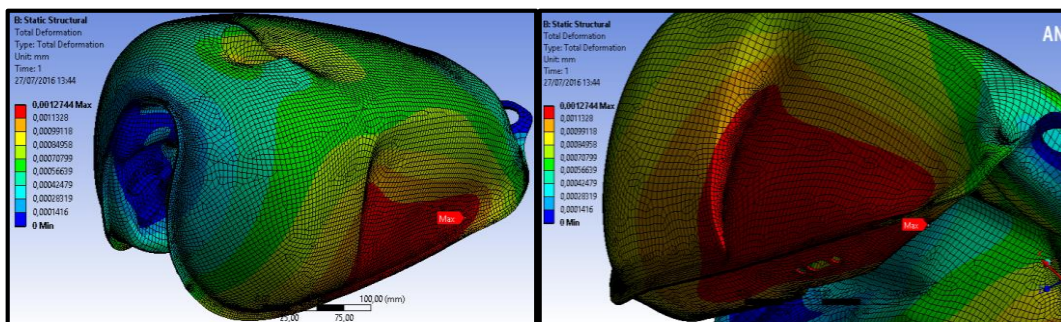 B: Static Structural
Total Deformation
Type: Total Deformation
Unit: mm
Time: 1
27/07/2016 13:44
0,0012744 Max
0,0011328
0,00099118
0,00084958
0,00070799
0,00056639
0,00042479
0,00028319
0,0001416
0 Min
Max
100,00 (mm)
25,00
75,00
B: Static Structural
Total Deformation
Type: Total Deformation
Unit: mm
Time: 1
27/07/2016 13:44
0,0012744 Max
0,0011328
0,00099118
0,00084958
0,00070799
0,00056639
0,00042479
0,00028319
0,0001416
0 Min
Max
AN